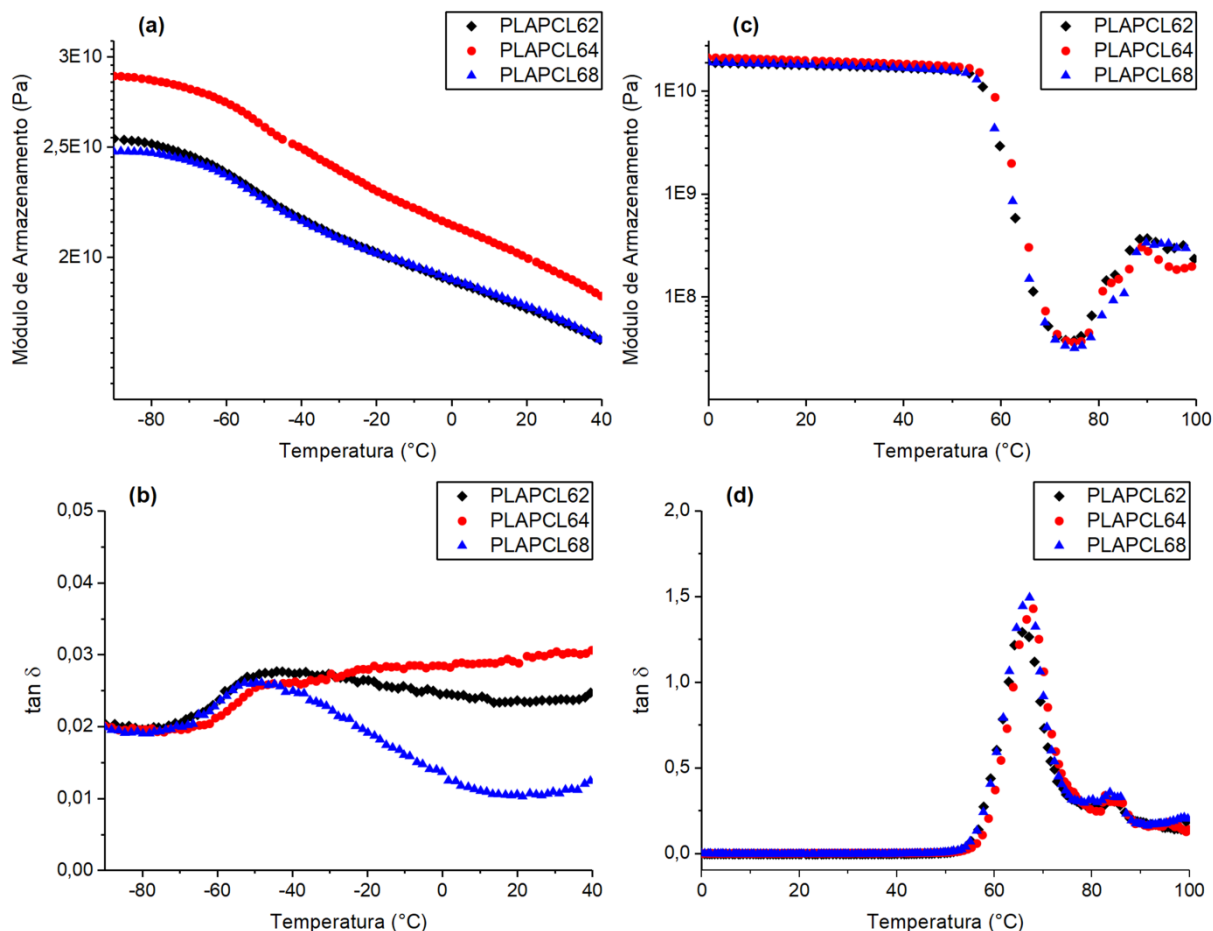 (a)
PLAPCL62
PLAPCL64
PLAPCL68
Módulo de Armazenamento (Pa)
3E10
2,5E10
2E10
-80 -60 -40 -20 0 20 40
Temperatura (°C)
(c)
PLAPCL62
PLAPCL64
PLAPCL68
Módulo de Armazenamento (Pa)
1E10
1E9
1E8
0 20 40 60 80 100
Temperatura (°C)
(b)
PLAPCL62
PLAPCL64
PLAPCL68
tan δ
0,05
0,04
0,03
0,02
0,01
0,00
-80 -60 -40 -20 0 20 40
Temperatura (°C)
(d)
PLAPCL62
PLAPCL64
PLAPCL68
tan δ
2,0
1,5
1,0
0,5
0,0
0 20 40 60 80 100
Temperatura (°C)